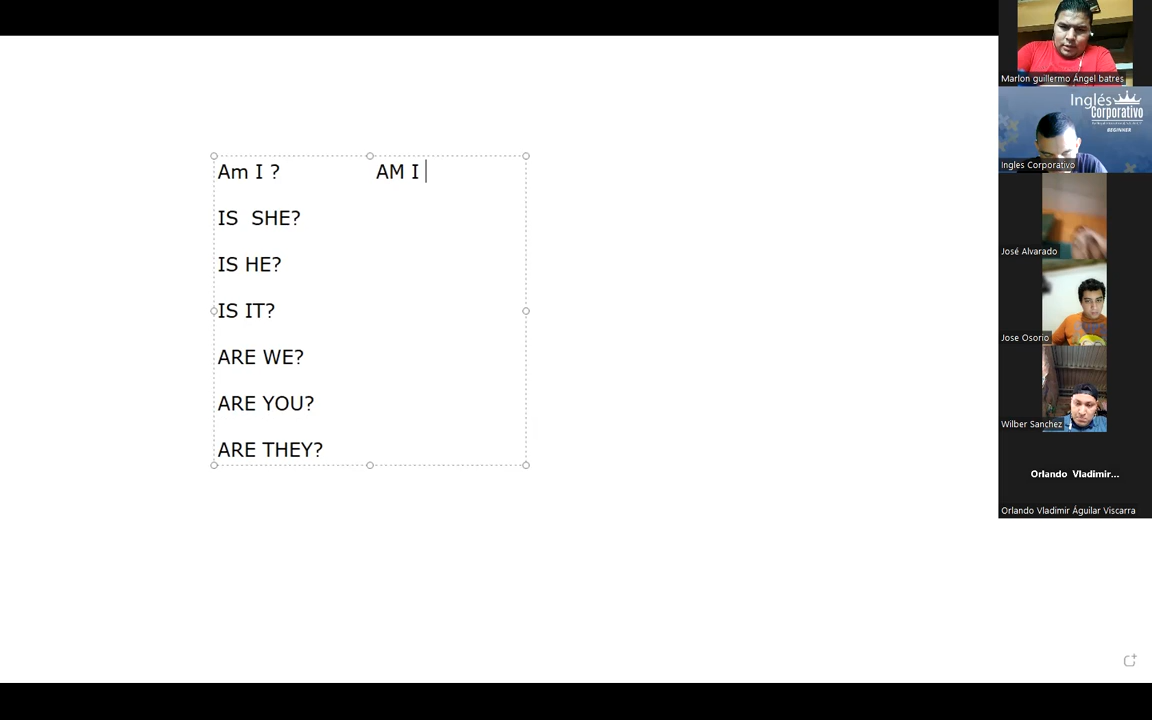 Am I ? AM I
IS SHE?
IS HE?
IS IT?
ARE WE?
ARE YOU?
ARE THEY?
Marlon guillermo Ángel batres
Inglés
Corporativo
BEGINNER
Ingles Corporativo
José Alvarado
Jose Osorio
Wilber Sanchez
Orlando Vladimir...
Orlando Vladimir Águilar Viscarra